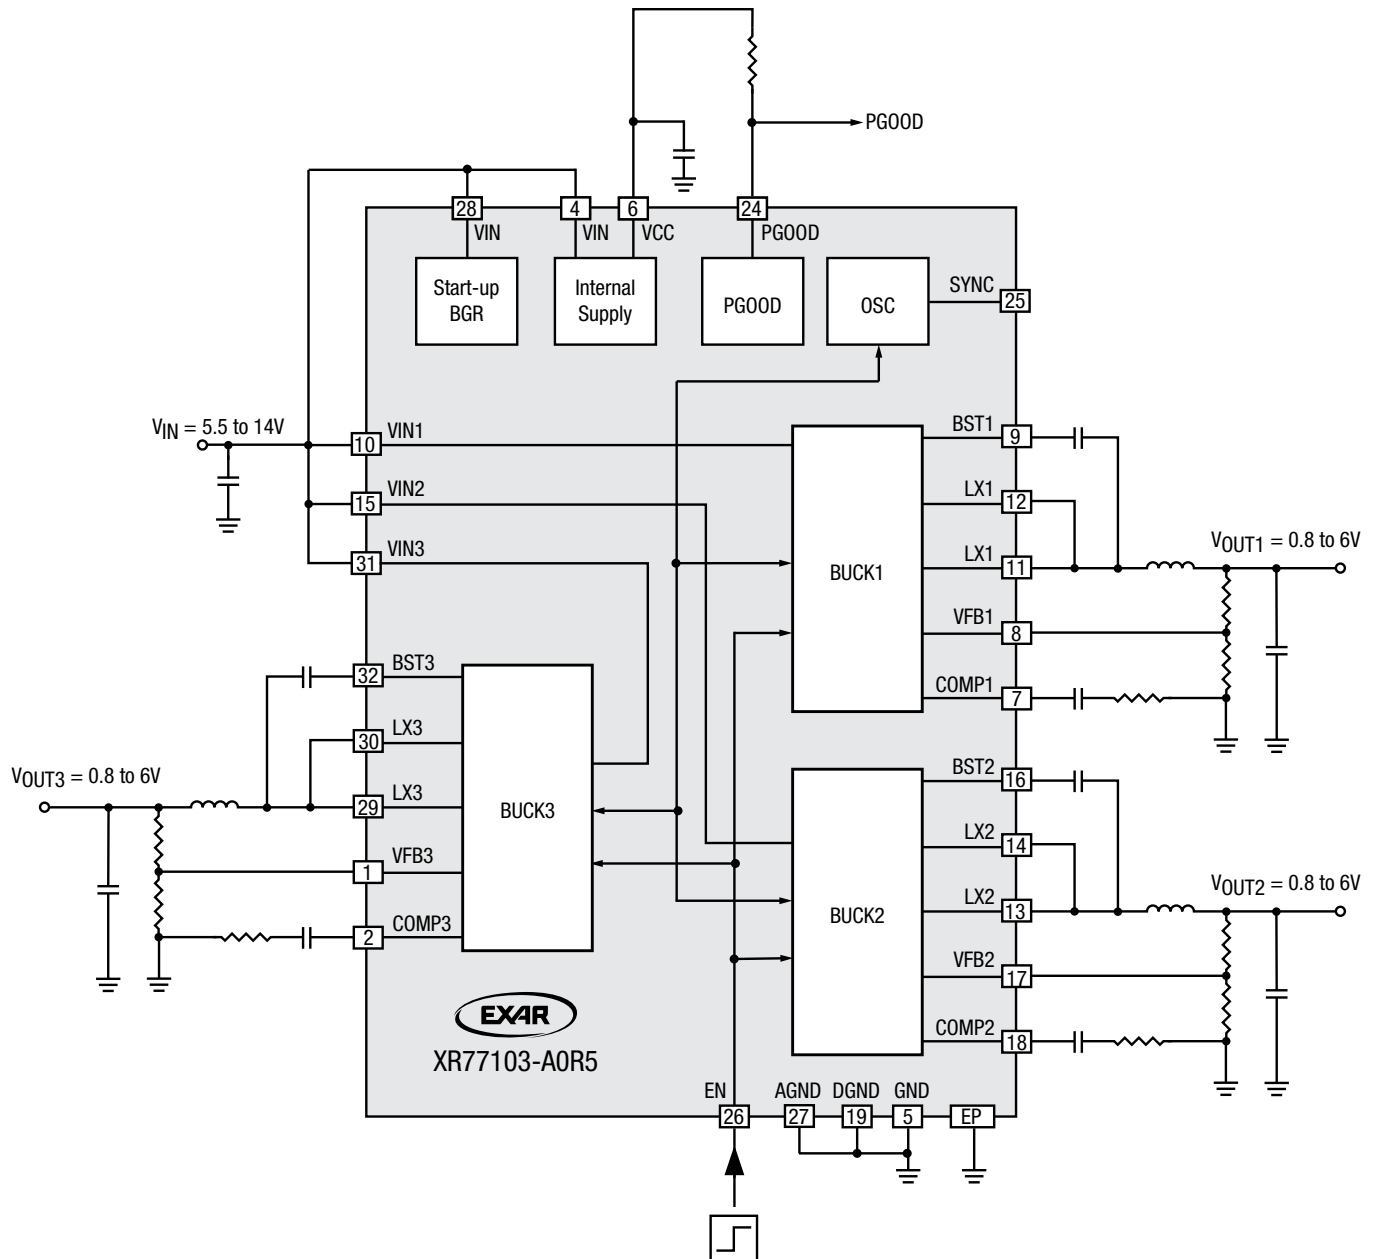 PGOOD
28
4
6
24
VIN
VIN
VCC
PGOOD
Start-up
BGR
Internal
Supply
PGOOD
OSC
SYNC
25
VIN = 5.5 to 14V
10
VIN1
15
VIN2
31
VIN3
BUCK1
BST1
9
LX1
12
LX1
11
VFB1
8
COMP1
7
VOUT1 = 0.8 to 6V
32
BST3
30
LX3
29
LX3
1
VFB3
2
COMP3
BUCK3
VOUT3 = 0.8 to 6V
BUCK2
BST2
16
LX2
14
LX2
13
VFB2
17
COMP2
18
VOUT2 = 0.8 to 6V
EXAR
XR77103-A0R5
EN
AGND
DGND
GND
26
27
19
5
EP